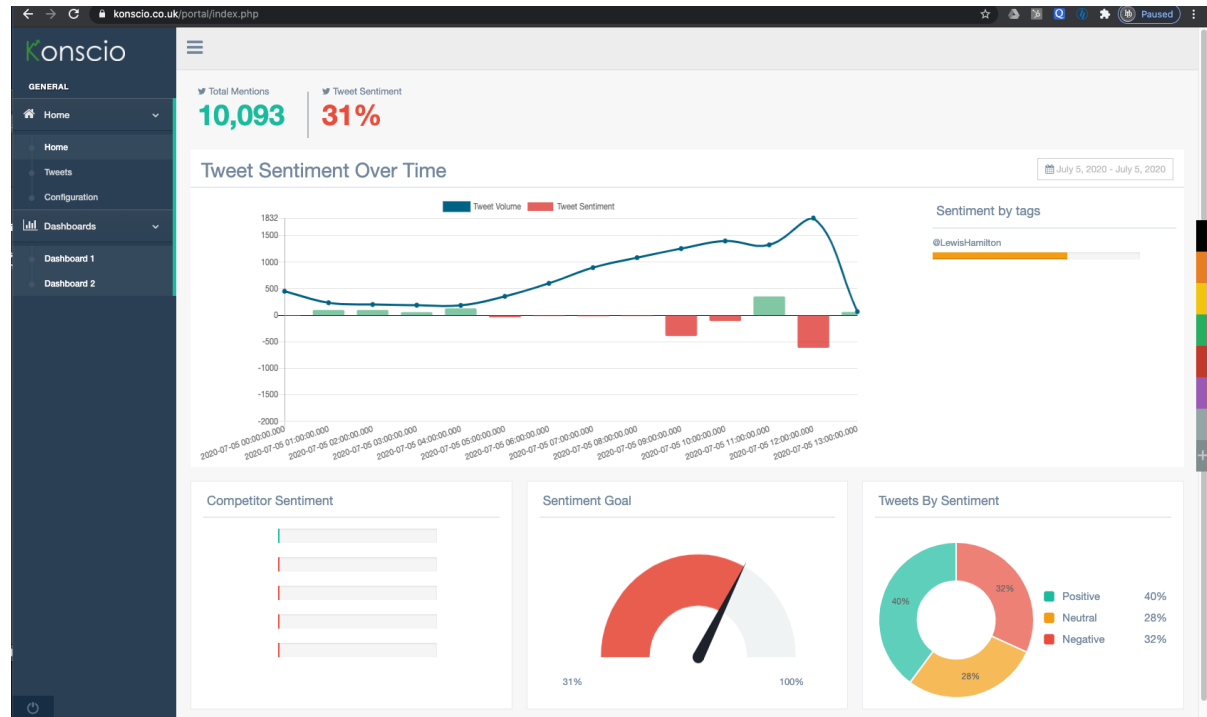 konscio.co.uk/portal/index.php
Paused
Konscio
GENERAL
Home
Home
Tweets
Configuration
Dashboards
Dashboard 1
Dashboard 2
Total Mentions
10,093
Tweet Sentiment
31%
Tweet Sentiment Over Time
July 5, 2020 - July 5, 2020
Tweet Volume
Tweet Sentiment
1832
1500
1000
500
0
-500
-1000
-1500
-2000
2020-07-05 00:00:00.000
2020-07-05 01:00:00.000
2020-07-05 02:00:00.000
2020-07-05 03:00:00.000
2020-07-05 04:00:00.000
2020-07-05 05:00:00.000
2020-07-05 06:00:00.000
2020-07-05 07:00:00.000
2020-07-05 08:00:00.000
2020-07-05 09:00:00.000
2020-07-05 10:00:00.000
2020-07-05 11:00:00.000
2020-07-05 12:00:00.000
2020-07-05 13:00:00.000
Sentiment by tags
@LewisHamilton
Competitor Sentiment
Sentiment Goal
31%
100%
Tweets By Sentiment
40%
32%
28%
Positive 40%
Neutral 28%
Negative 32%